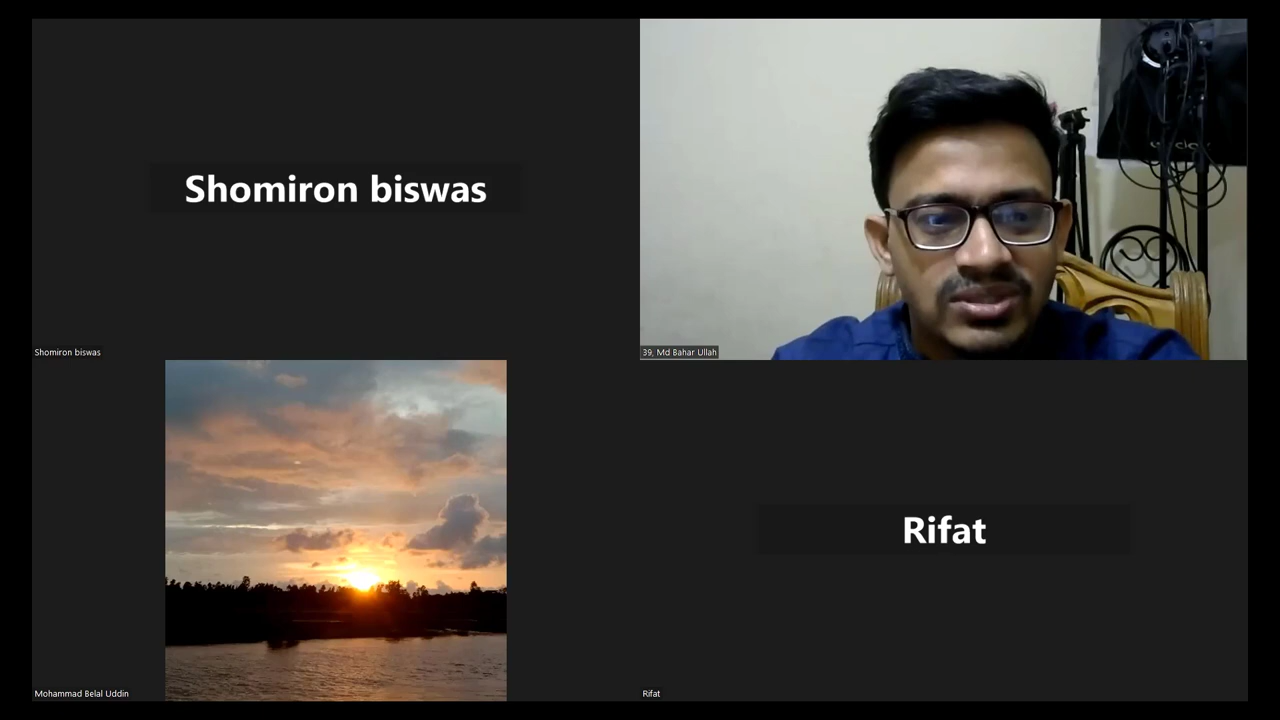 Shomiron biswas
Shomiron biswas
39, Md Bahar Ullah
Mohammad Belal Uddin
Rifat
Rifat